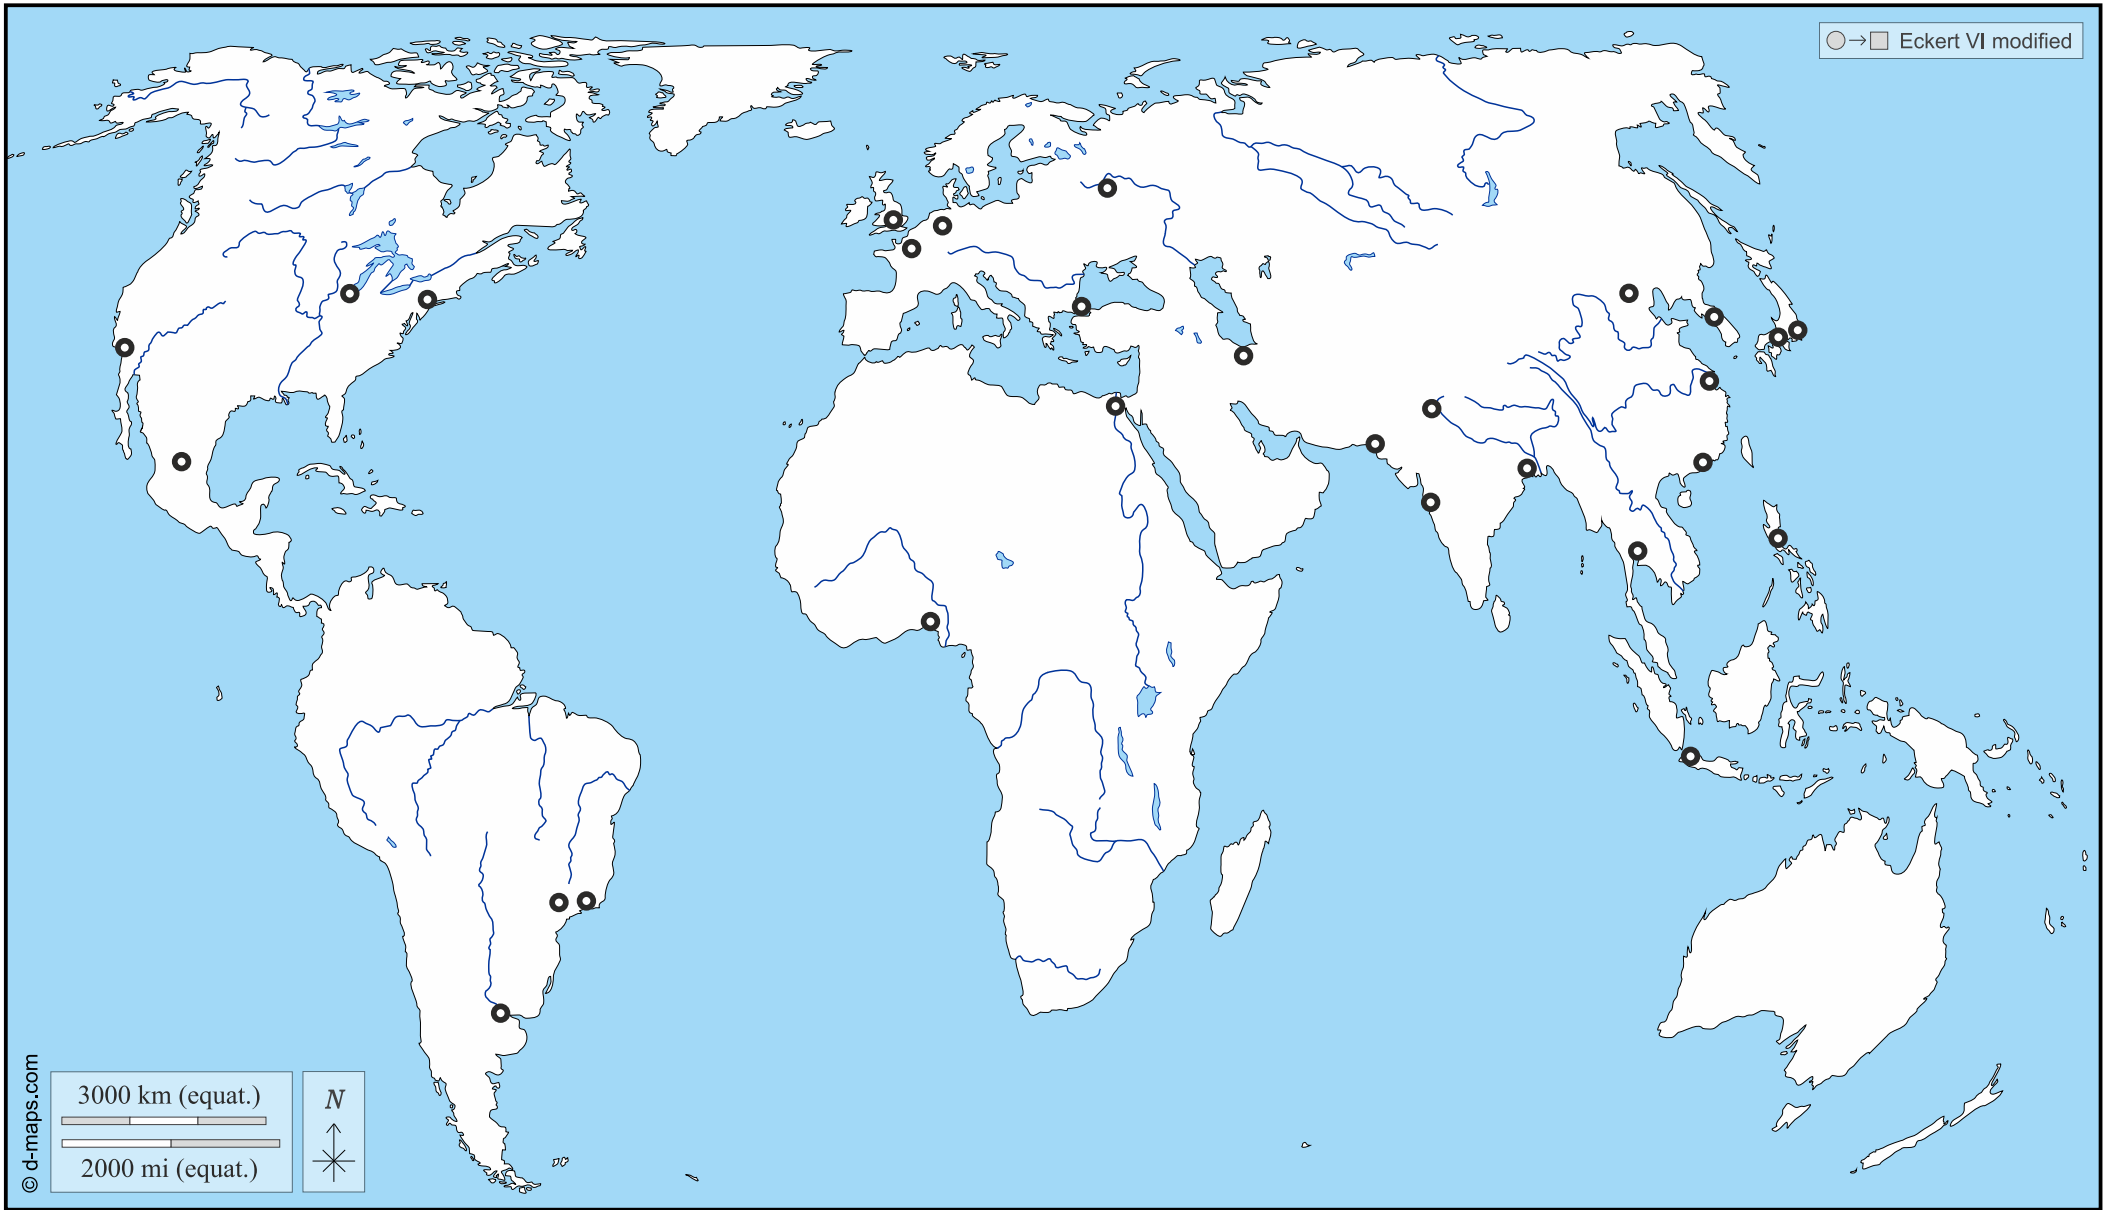 Eckert VI modified
3000 km (equat.)
2000 mi (equat.)
N
© d-maps.com